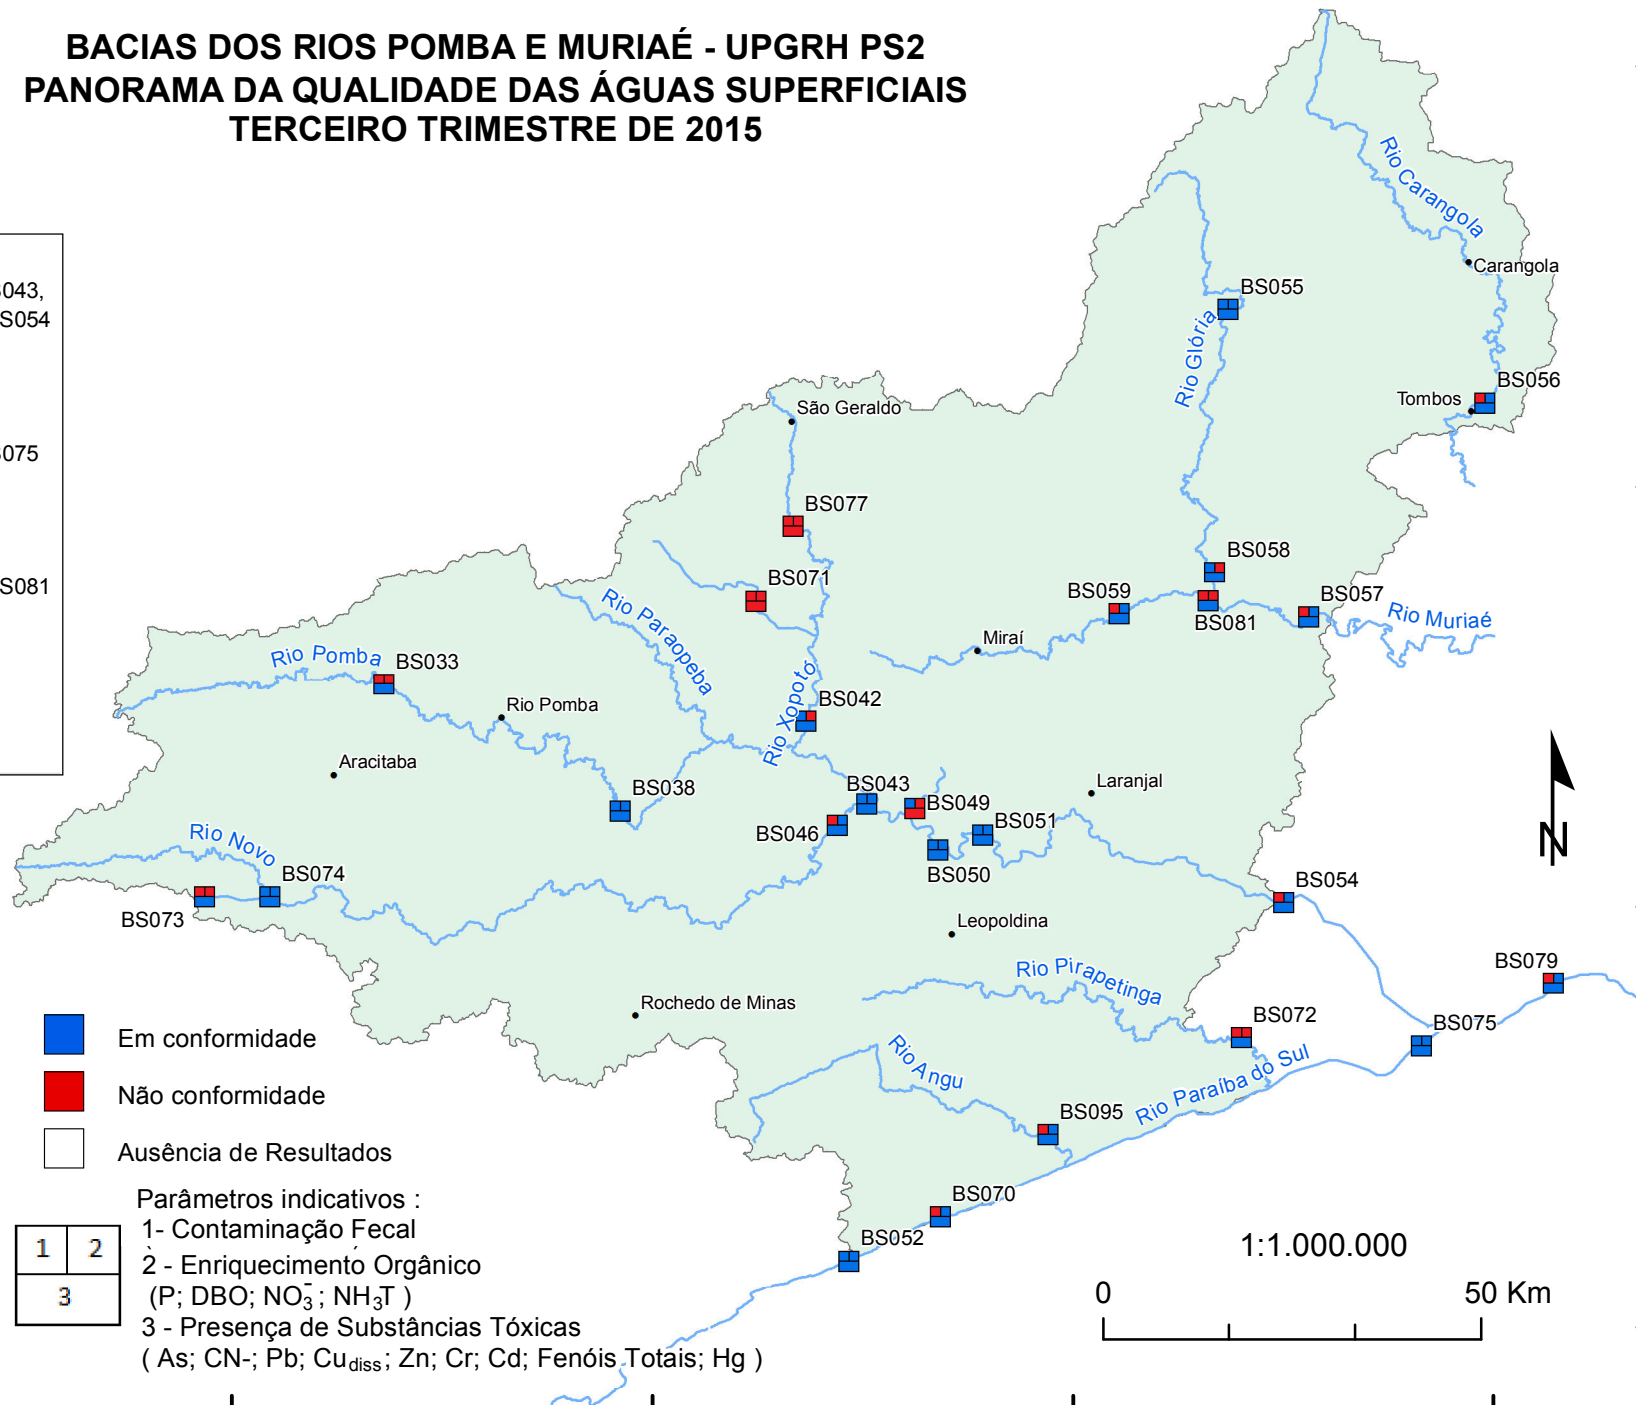 BACIAS DOS RIOS POMBA E MURIAÉ - UPGRH PS2
PANORAMA DA QUALIDADE DAS ÁGUAS SUPERFICIAIS
TERCEIRO TRIMESTRE DE 2015
Rio Carangola
Carangola
043,
S054
BS055
Rio Glória
BS056
Tombos
São Geraldo
075
BS077
BS058
BS071
S081
BS059
BS057
Rio Paraopeba
BS081
Rio Muriaé
Miraí
Rio Pomba
BS033
Rio Xopotó
BS042
Rio Pomba
Aracitaba
BS043
Laranjal
BS038
BS049
BS051
BS046
Rio Novo
BS050
BS074
BS054
BS073
Leopoldina
BS079
Rio Pirapetinga
Rochedo de Minas
BS072
BS075
Em conformidade
Rio Angu
Rio Paraíba do Sul
Não conformidade
BS095
Ausência de Resultados
BS070
BS052
Parâmetros indicativos :
1 2
3
1- Contaminação Fecal
2 - Enriquecimento Orgânico
(P; DBO; NO₃⁻; NH₃T )
3 - Presença de Substâncias Tóxicas
( As; CN-; Pb; Cudiss; Zn; Cr; Cd; Fenóis Totais; Hg )
N
1:1.000.000
0 50 Km